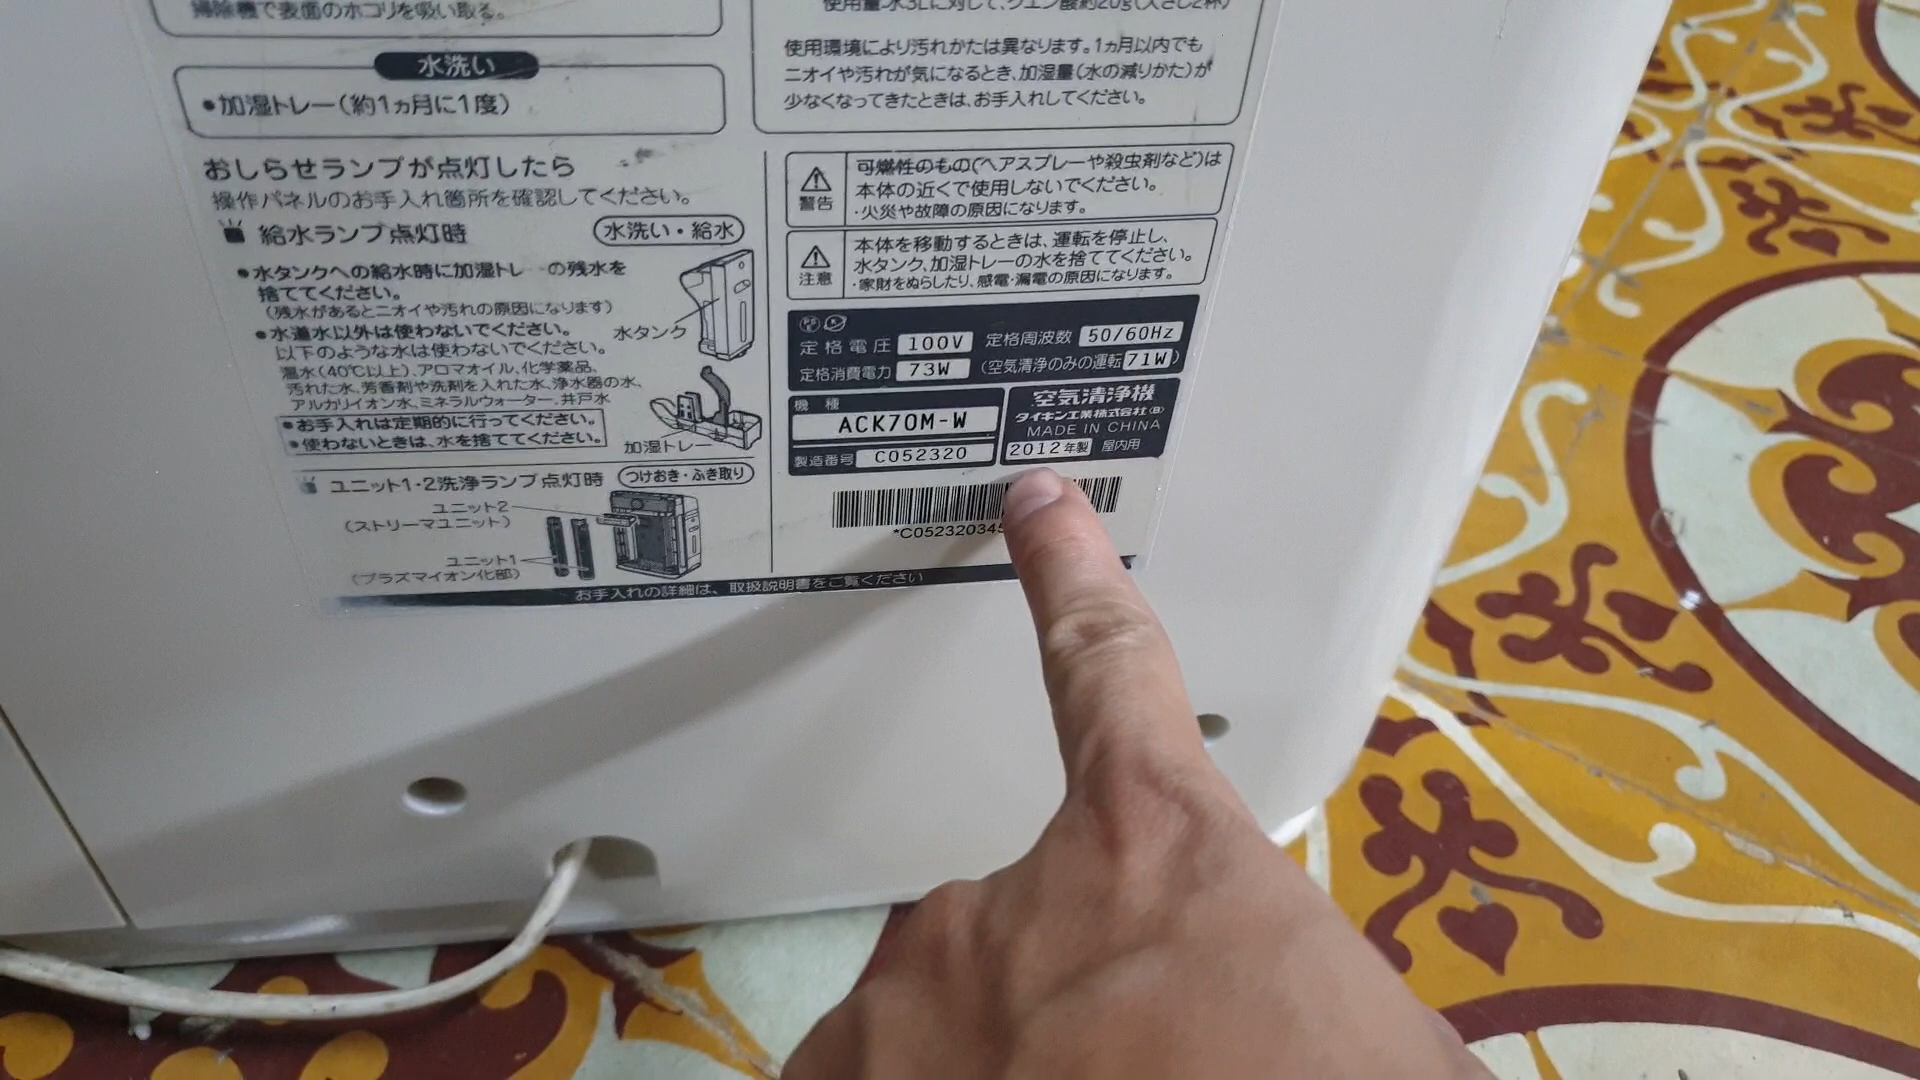 掃除機で表面のホコリを吸い取る。
水洗い
●加湿トレー(約1ヵ月に1度)
おしらせランプが点灯したら
操作パネルのお手入れ箇所を確認してください。
給水ランプ点灯時
水洗い・給水
●水タンクへの給水時に加湿トレ の残水を
捨ててください。
(残水があるとニオイや汚れの原因になります)
●水道水以外は使わないでください。
以下のような水は使わないでください。
温水(40℃以上)、アロマオイル、化学薬品、
汚れた水、芳香剤や洗剤を入れた水、浄水器の水、
アルカリイオン水、ミネラルウォーター、井戸水
●お手入れは定期的に行ってください。
●使わないときは、水を捨ててください。
水タンク
加湿トレー
ユニット1・2洗浄ランプ点灯時
つけおき・ふき取り
ユニット2
(ストリーマユニット)
ユニット1
(プラズマイオン化部)
使用量:水3Lに対して、クエン酸約20g(大さじ2杯)
使用環境により汚れかたは異なります。1ヵ月以内でも
ニオイや汚れが気になるとき、加湿量(水の減りかた)が
少なくなってきたときは、お手入れしてください。
警告
可燃性のもの(ヘアスプレーや殺虫剤など)は
本体の近くで使用しないでください。
・火災や故障の原因になります。
注意
本体を移動するときは、運転を停止し、
水タンク、加湿トレーの水を捨ててください。
・家財をぬらしたり、感電・漏電の原因になります。
定格電圧 100V 定格周波数 50/60Hz
定格消費電力 73W (空気清浄のみの運転 71W)
機種
ACK70M-W
製造番号 C052320
空気清浄機
タイキン工業株式会社(B)
MADE IN CHINA
2012年製 屋内用
*C05232034
お手入れの詳細は、取扱説明書をご覧ください